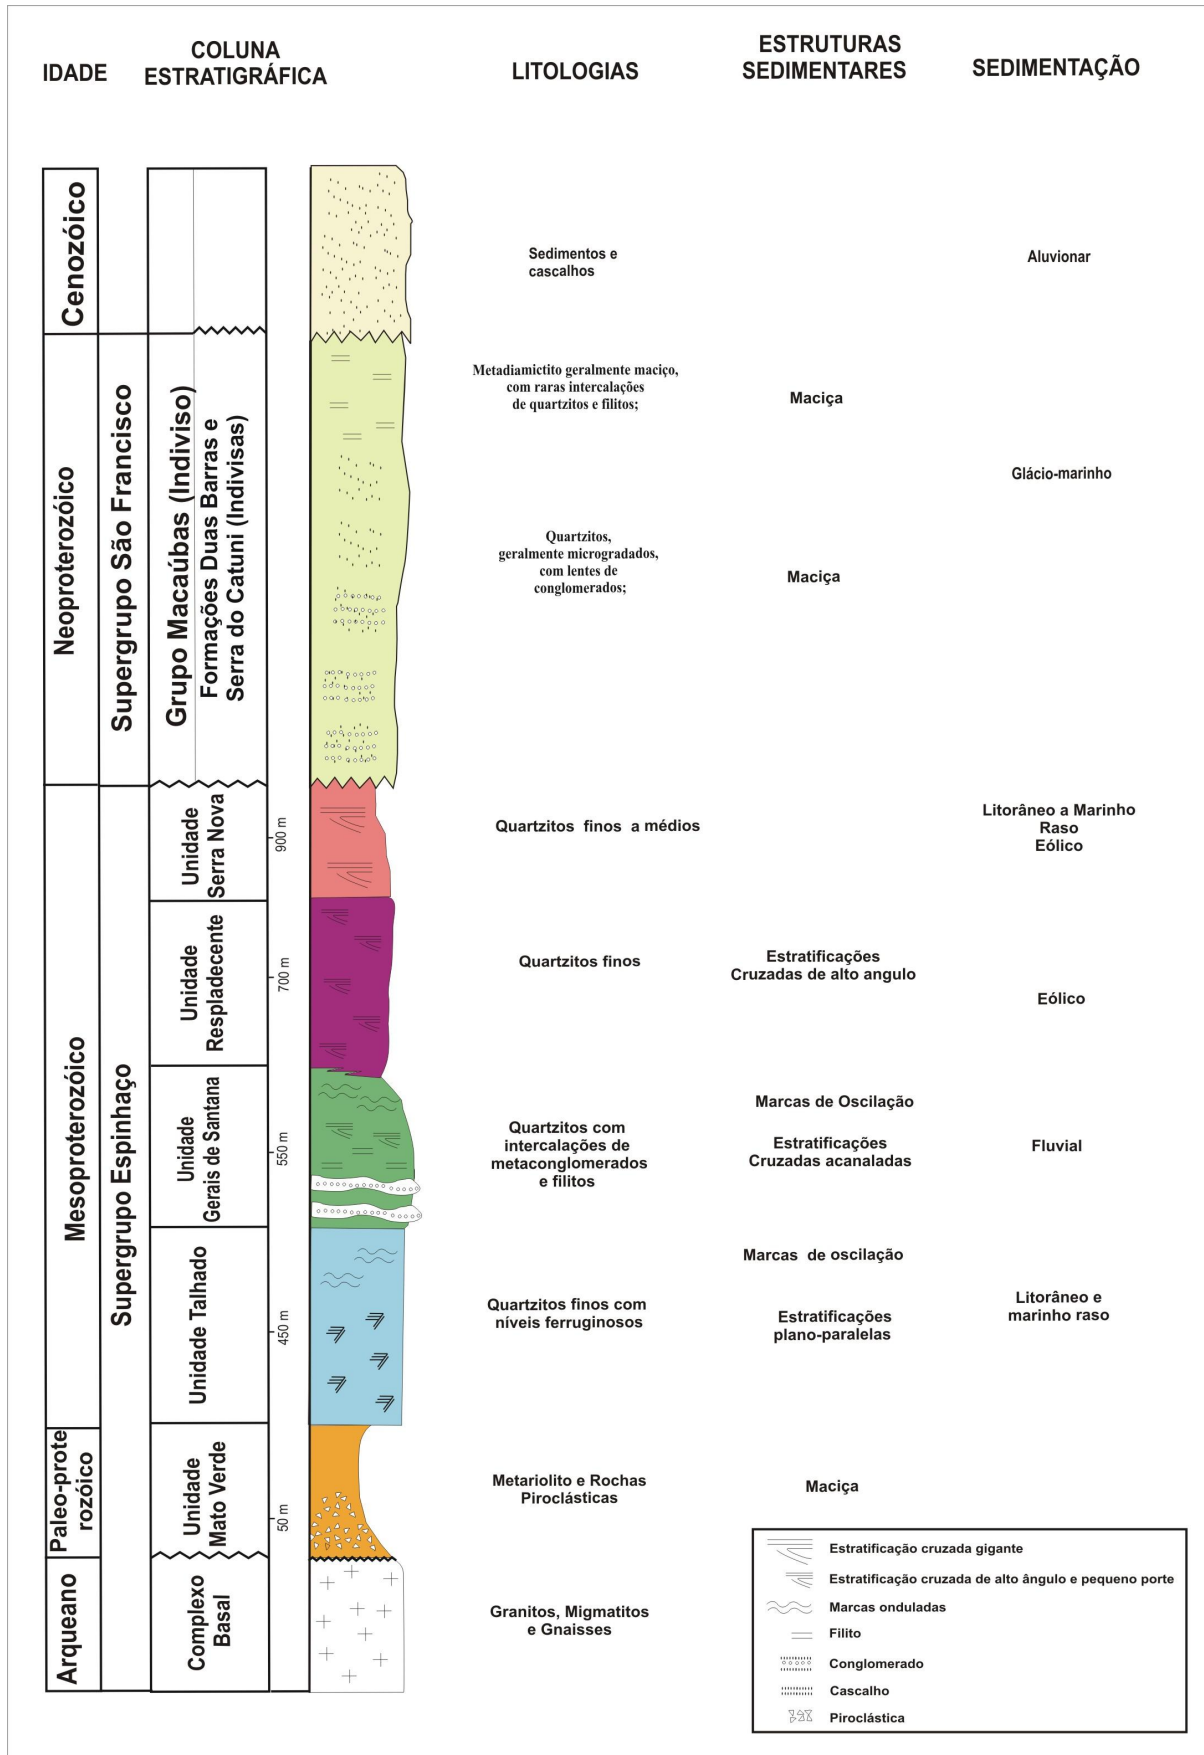 IDADE
COLUNA
ESTRATIGRÁFICA
LITOLOGIAS
ESTRUTURAS
SEDIMENTARES
SEDIMENTAÇÃO
Cenozóico
Sedimentos e
cascalhos
Aluvionar
Neoproterozóico
Supergrupo São Francisco
Grupo Macaúbas (Indiviso)
Formações Duas Barras e
Serra do Catuni (Indivisas)
Metadiamictito geralmente maciço,
com raras intercalações
de quartzitos e filitos;
Maciça
Glácio-marinho
Quartzitos,
geralmente microgradados,
com lentes de
conglomerados;
Maciça
Mesoproterozóico
Supergrupo Espinhaço
Unidade
Serra Nova
900 m
Quartzitos finos a médios
Litorâneo a Marinho
Raso
Eólico
Unidade
Respladecente
700 m
Quartzitos finos
Estratificações
Cruzadas de alto angulo
Eólico
Unidade
Gerais de Santana
550 m
Quartzitos com
intercalações de
metaconglomerados
e filitos
Marcas de Oscilação
Estratificações
Cruzadas acanaladas
Fluvial
Unidade Talhado
450 m
Quartzitos finos com
níveis ferruginosos
Marcas de oscilação
Estratificações
plano-paralelas
Litorâneo e
marinho raso
Paleo-prote
rozóico
Unidade
Mato Verde
50 m
Metariolito e Rochas
Piroclásticas
Maciça
Arqueano
Complexo
Basal
Granitos, Migmatitos
e Gnaisses
Estratificação cruzada gigante
Estratificação cruzada de alto ângulo e pequeno porte
Marcas onduladas
Filito
Conglomerado
Cascalho
Piroclástica